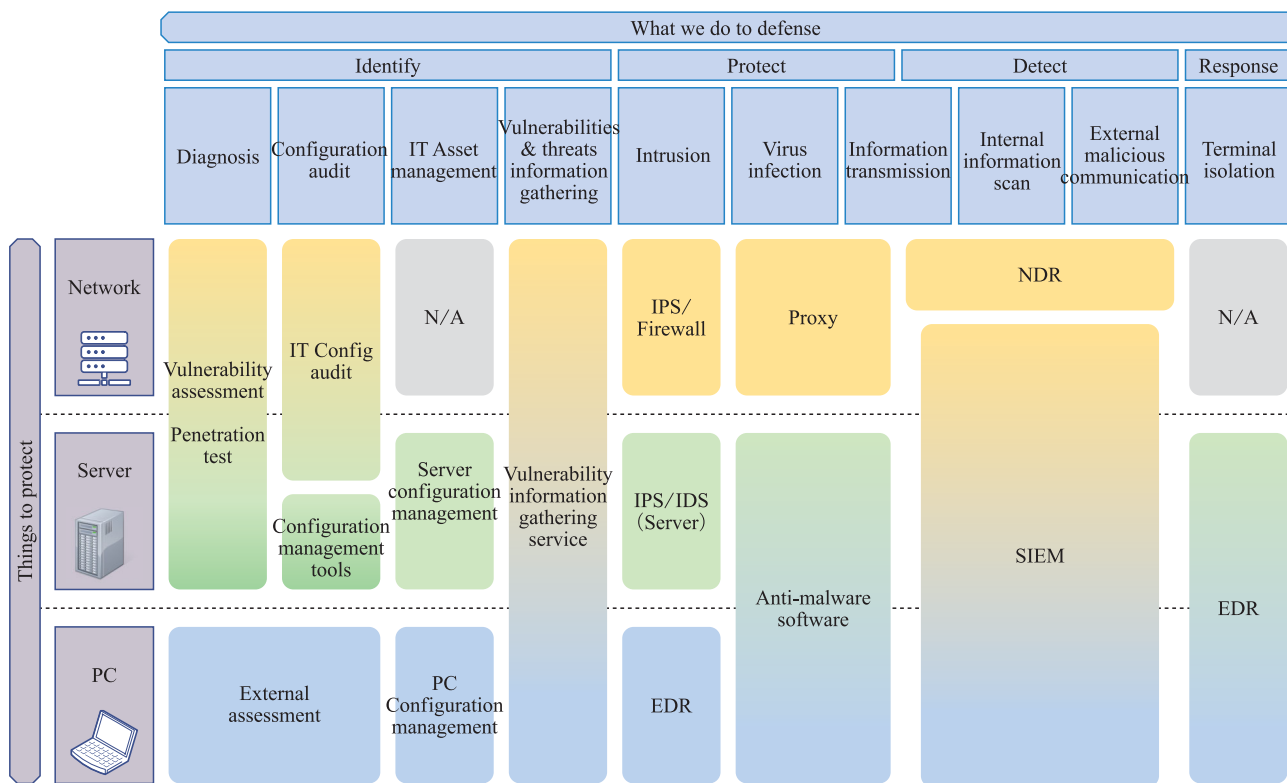 What we do to defense
Identify
Protect
Detect
Response
Diagnosis
Configuration
audit
IT Asset
management
Vulnerabilities
& threats
information
gathering
Intrusion
Virus
infection
Information
transmission
Internal
information
scan
External
malicious
communication
Terminal
isolation
Things to protect
Network
Vulnerability
assessment
Penetration
test
IT Config
audit
N/A
Vulnerability
information
gathering
service
IPS/
Firewall
Proxy
NDR
N/A
Server
Configuration
management
tools
Server
configuration
management
IPS/IDS
(Server)
Anti-malware
software
SIEM
EDR
PC
External
assessment
PC
Configuration
management
EDR